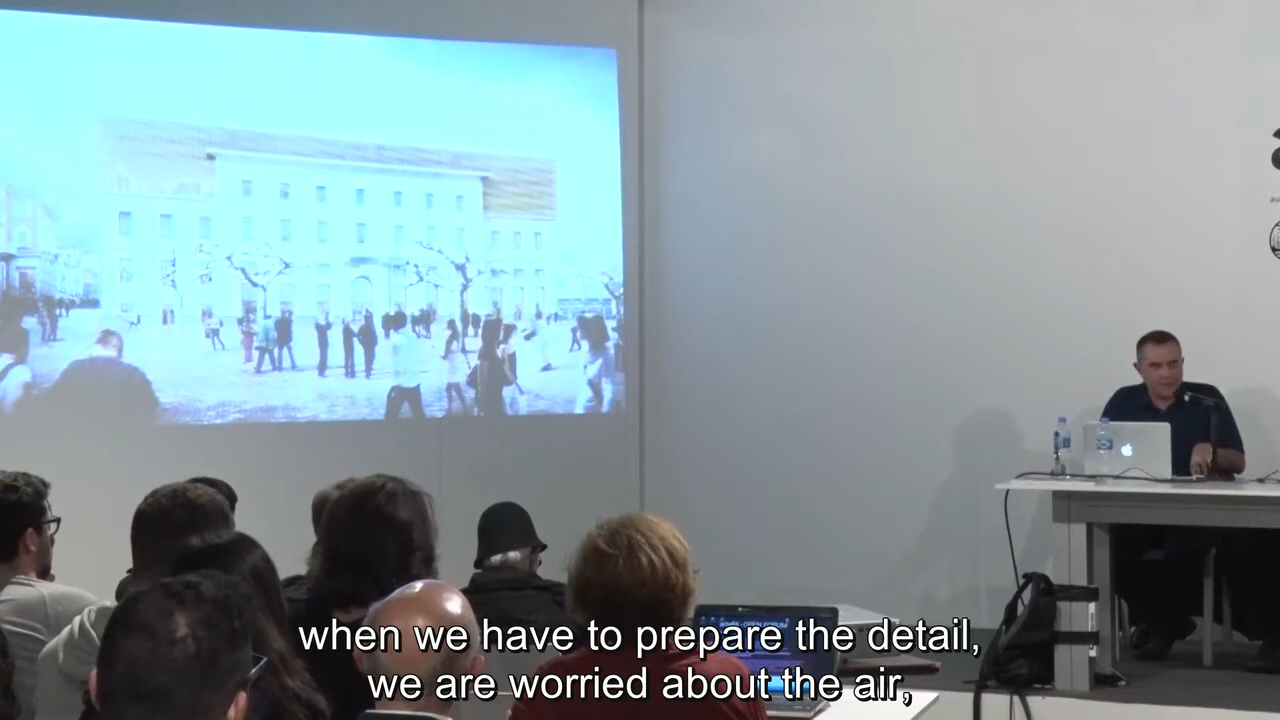 when we have to prepare the detail,
we are worried about the air,